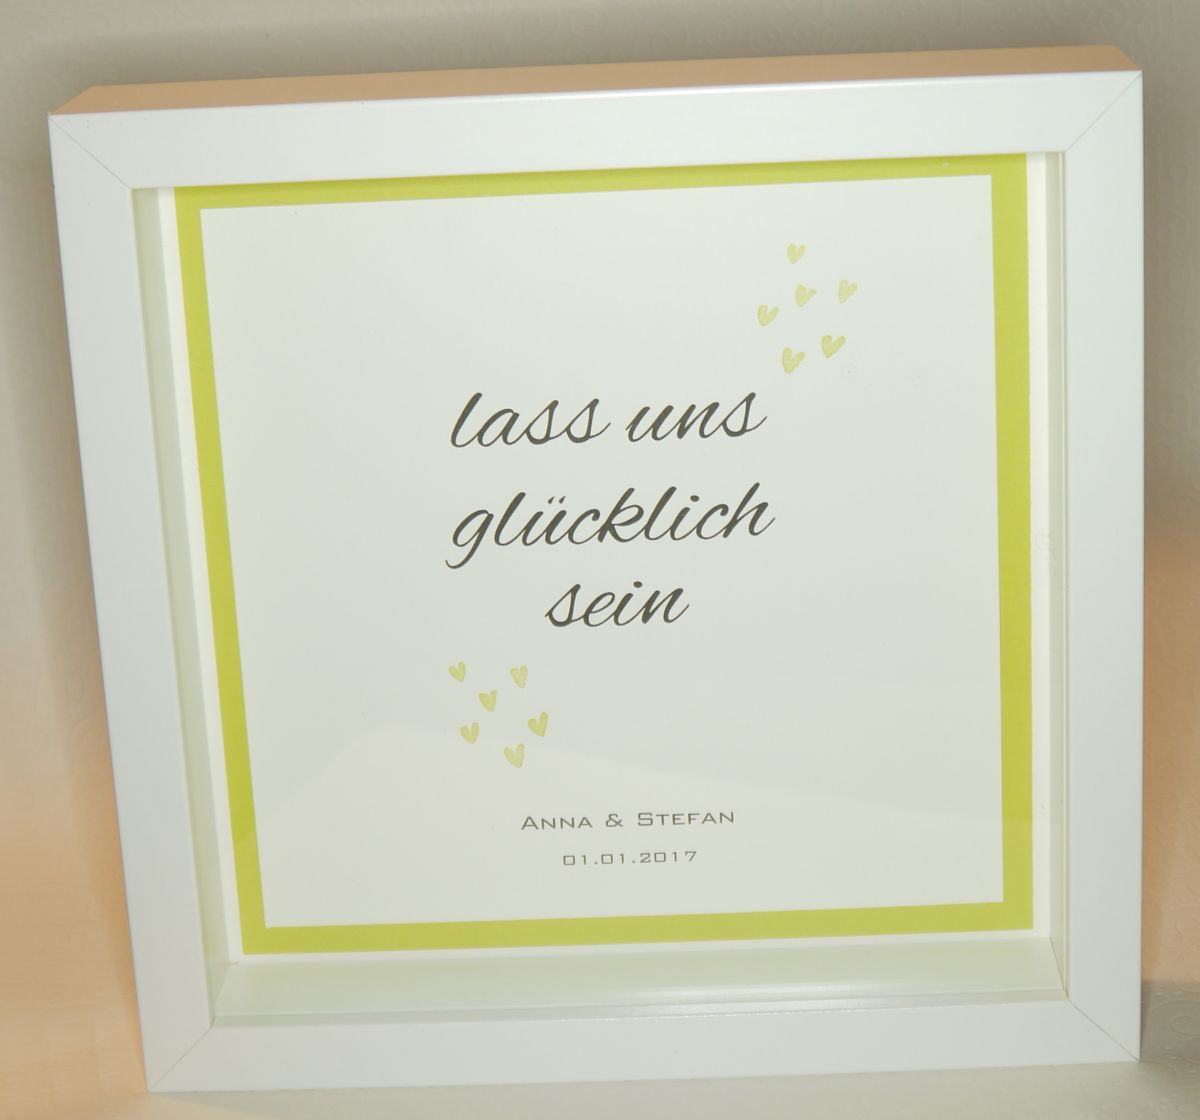 lass uns
glücklich
sein
Anna & Stefan
01.01.2017